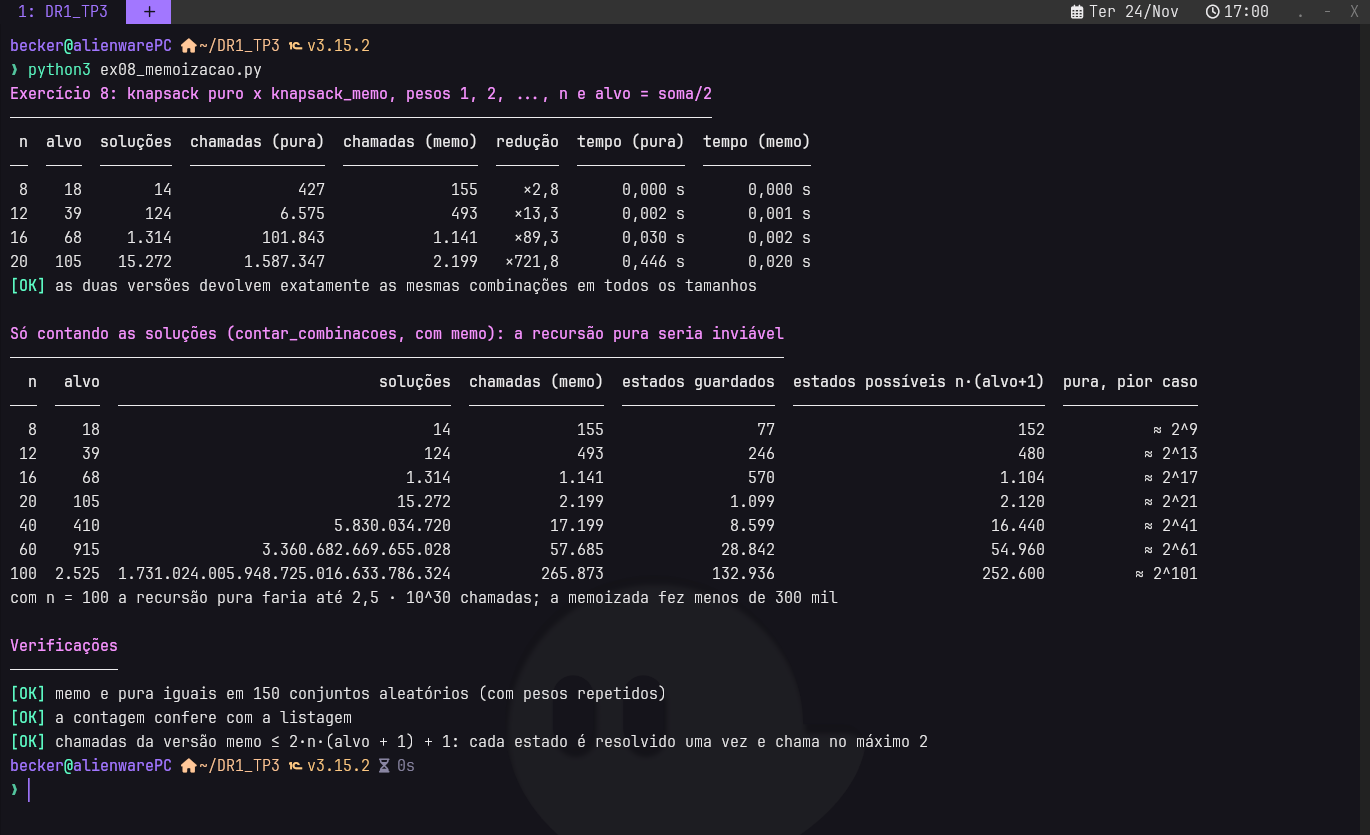 1: DR1_TP3 + Ter 24/Nov 17:00 . - X
becker@alienwarePC ~/DR1_TP3 v3.15.2
❯ python3 ex08_memoizacao.py
Exercício 8: knapsack puro x knapsack_memo, pesos 1, 2, ..., n e alvo = soma/2
n alvo soluções chamadas (pura) chamadas (memo) redução tempo (pura) tempo (memo)
8 18 14 427 155 ×2,8 0,000 s 0,000 s
12 39 124 6.575 493 ×13,3 0,002 s 0,001 s
16 68 1.314 101.843 1.141 ×89,3 0,030 s 0,002 s
20 105 15.272 1.587.347 2.199 ×721,8 0,446 s 0,020 s
[OK] as duas versões devolvem exatamente as mesmas combinações em todos os tamanhos
Só contando as soluções (contar_combinacoes, com memo): a recursão pura seria inviável
n alvo soluções chamadas (memo) estados guardados estados possíveis n·(alvo+1) pura, pior caso
8 18 14 155 77 152 ≈ 2^9
12 39 124 493 246 480 ≈ 2^13
16 68 1.314 1.141 570 1.104 ≈ 2^17
20 105 15.272 2.199 1.099 2.120 ≈ 2^21
40 410 5.830.034.720 17.199 8.599 16.440 ≈ 2^41
60 915 3.360.682.669.655.028 57.685 28.842 54.960 ≈ 2^61
100 2.525 1.731.024.005.948.725.016.633.786.324 265.873 132.936 252.600 ≈ 2^101
com n = 100 a recursão pura faria até 2,5 · 10^30 chamadas; a memoizada fez menos de 300 mil
Verificações
[OK] memo e pura iguais em 150 conjuntos aleatórios (com pesos repetidos)
[OK] a contagem confere com a listagem
[OK] chamadas da versão memo ≤ 2·n·(alvo + 1) + 1: cada estado é resolvido uma vez e chama no máximo 2
becker@alienwarePC ~/DR1_TP3 v3.15.2 0s
❯